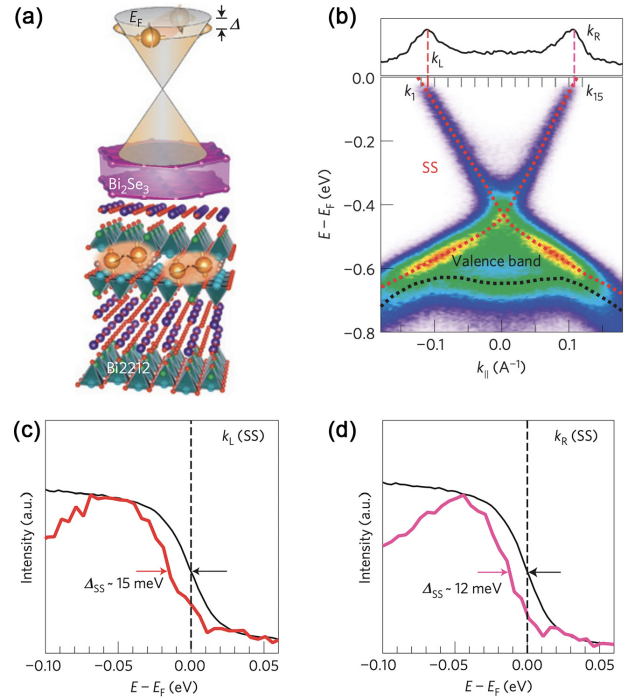 (a)
E_F
Δ
Bi₂Se₃
Bi2212
(b)
k_R
k_L
0.0
k₁
k₁₅
−0.2
SS
−0.4
Valence band
−0.6
−0.8
E − E_F (eV)
−0.1
0.0
0.1
k_∥ (A⁻¹)
(c)
k_L (SS)
Intensity (a.u.)
Δ_SS ~ 15 meV
−0.10
−0.05
0.00
0.05
E − E_F (eV)
(d)
k_R (SS)
Intensity (a.u.)
Δ_SS ~ 12 meV
−0.10
−0.05
0.00
0.05
E − E_F (eV)